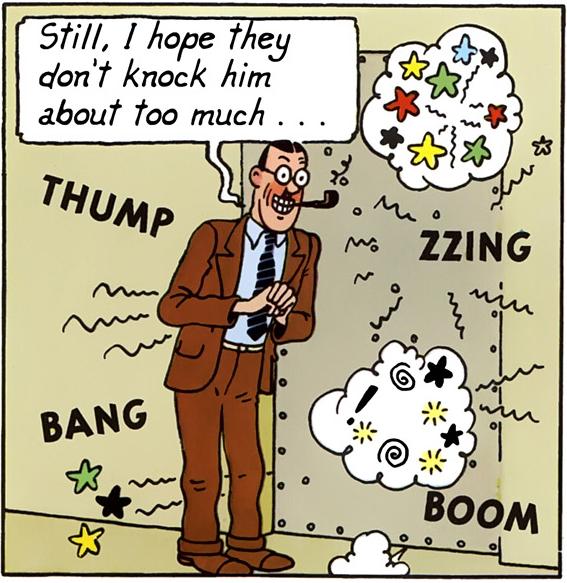 Still, I hope they
don't knock him
about too much . . .
THUMP
ZZING
BANG
BOOM
!